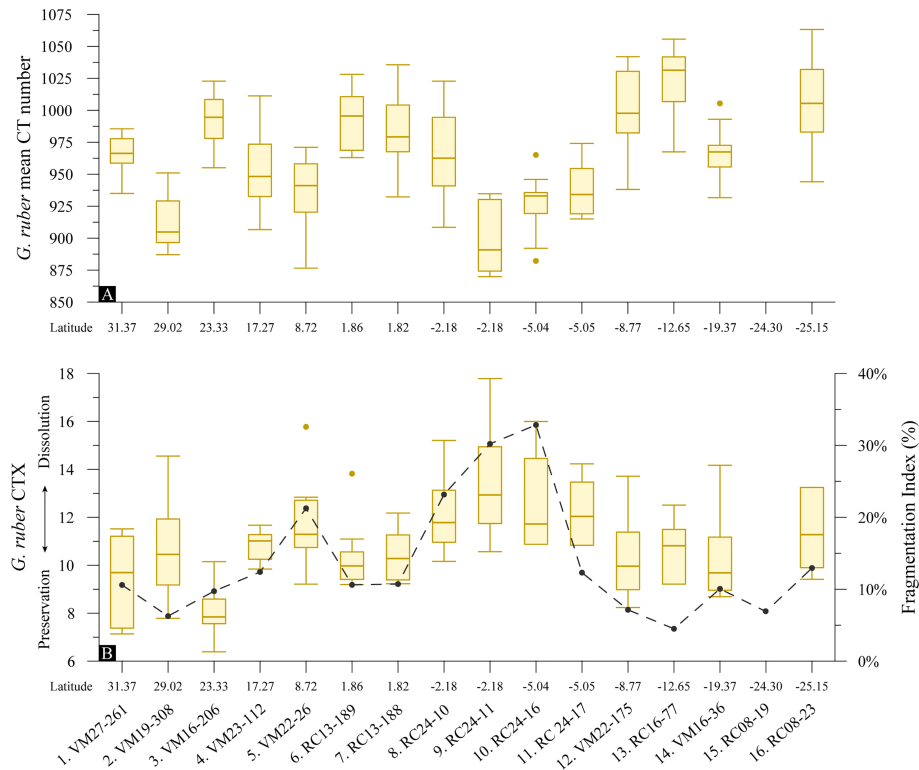 1075
1050
1025
1000
975
950
925
900
875
850
G. ruber mean CT number
A
Latitude 31.37 29.02 23.33 17.27 8.72 1.86 1.82 -2.18 -2.18 -5.04 -5.05 -8.77 -12.65 -19.37 -24.30 -25.15
18
16
14
12
10
8
6
G. ruber CTX
Preservation
Dissolution
B
40%
30%
20%
10%
0%
Fragmentation Index (%)
Latitude 31.37 29.02 23.33 17.27 8.72 1.86 1.82 -2.18 -2.18 -5.04 -5.05 -8.77 -12.65 -19.37 -24.30 -25.15
1. VM27-261
2. VM19-308
3. VM16-206
4. VM23-112
5. VM22-26
6. RC13-189
7. RC13-188
8. RC24-10
9. RC24-11
10. RC24-16
11. RC 24-17
12. VM22-175
13. RC16-77
14. VM16-36
15. RC08-19
16. RC08-23